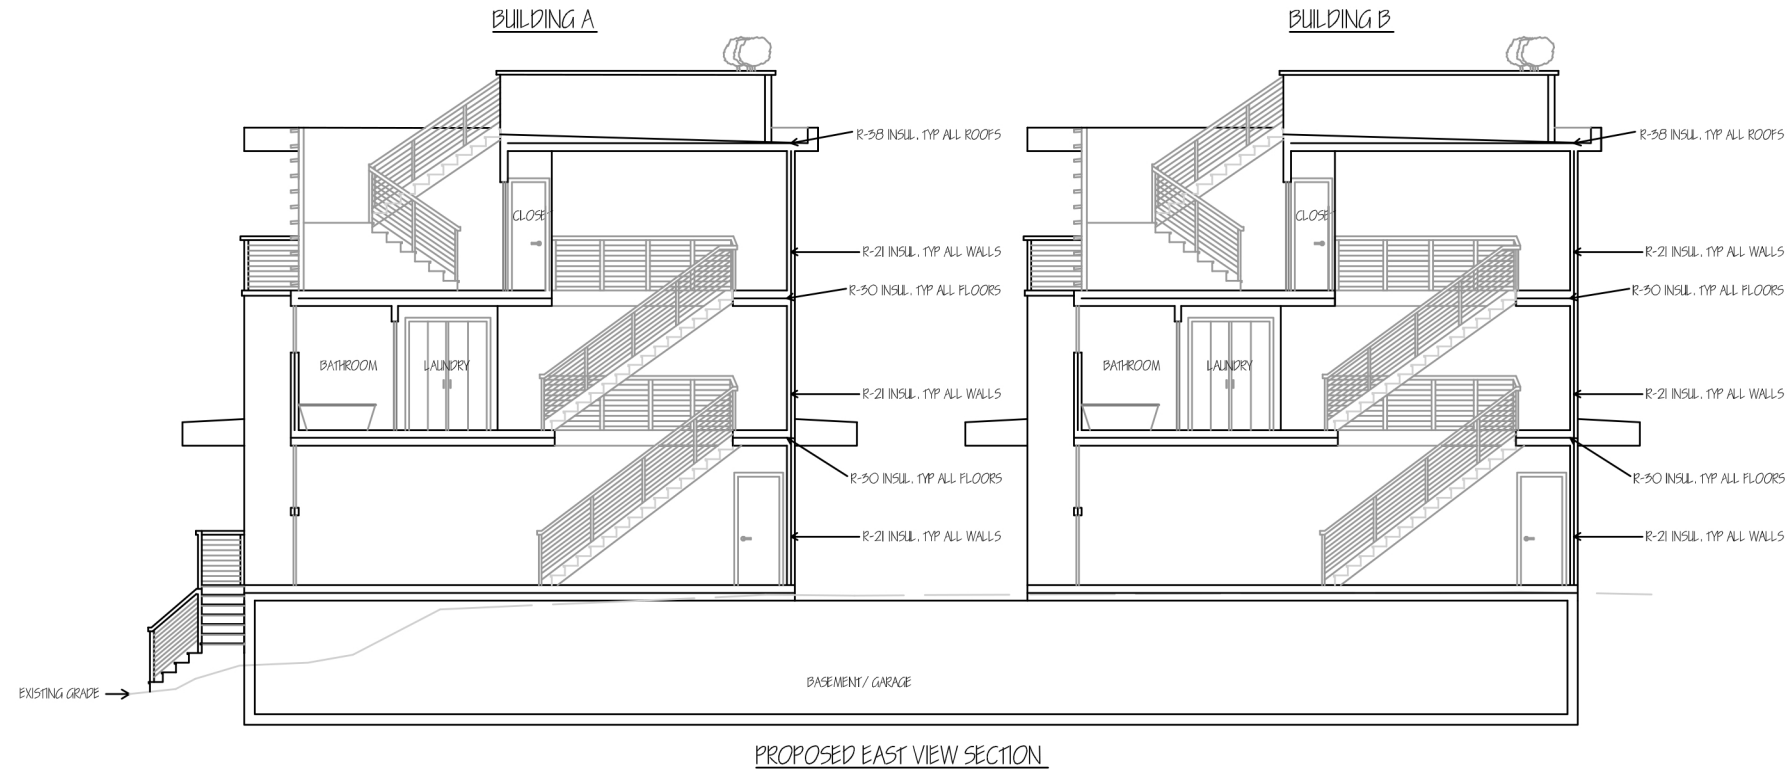 BUILDING A
BUILDING B
R-38 INSUL. TYP ALL ROOFS
R-38 INSUL. TYP ALL ROOFS
CLOSE
CLOSE
R-21 INSUL. TYP ALL WALLS
R-21 INSUL. TYP ALL WALLS
R-30 INSUL. TYP ALL FLOORS
R-30 INSUL. TYP ALL FLOORS
BATHROOM
LAUNDRY
BATHROOM
LAUNDRY
R-21 INSUL. TYP ALL WALLS
R-21 INSUL. TYP ALL WALLS
R-30 INSUL. TYP ALL FLOORS
R-30 INSUL. TYP ALL FLOORS
R-21 INSUL. TYP ALL WALLS
R-21 INSUL. TYP ALL WALLS
BASEMENT/ GARAGE
EXISTING GRADE
PROPOSED EAST VIEW SECTION